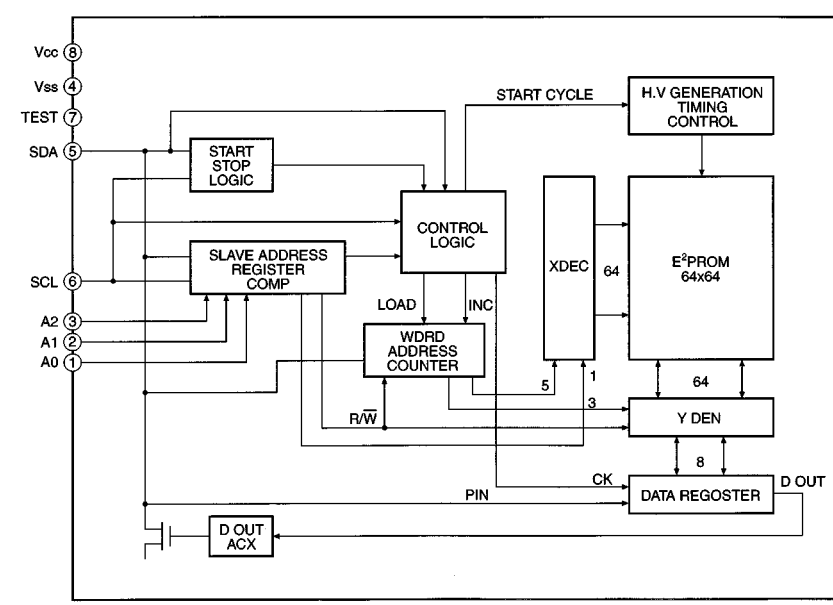 Vcc 8
Vss 4
TEST 7
SDA 5
SCL 6
A2 3
A1 2
A0 1
START
STOP
LOGIC
SLAVE ADDRESS
REGISTER
COMP
CONTROL
LOGIC
START CYCLE
H.V GENERATION
TIMING
CONTROL
XDEC
64
E²PROM
64x64
LOAD
INC
WDRD
ADDRESS
COUNTER
R/W̅
5
1
3
64
Y DEN
8
CK
PIN
DATA REGOSTER
D OUT
D OUT
ACX